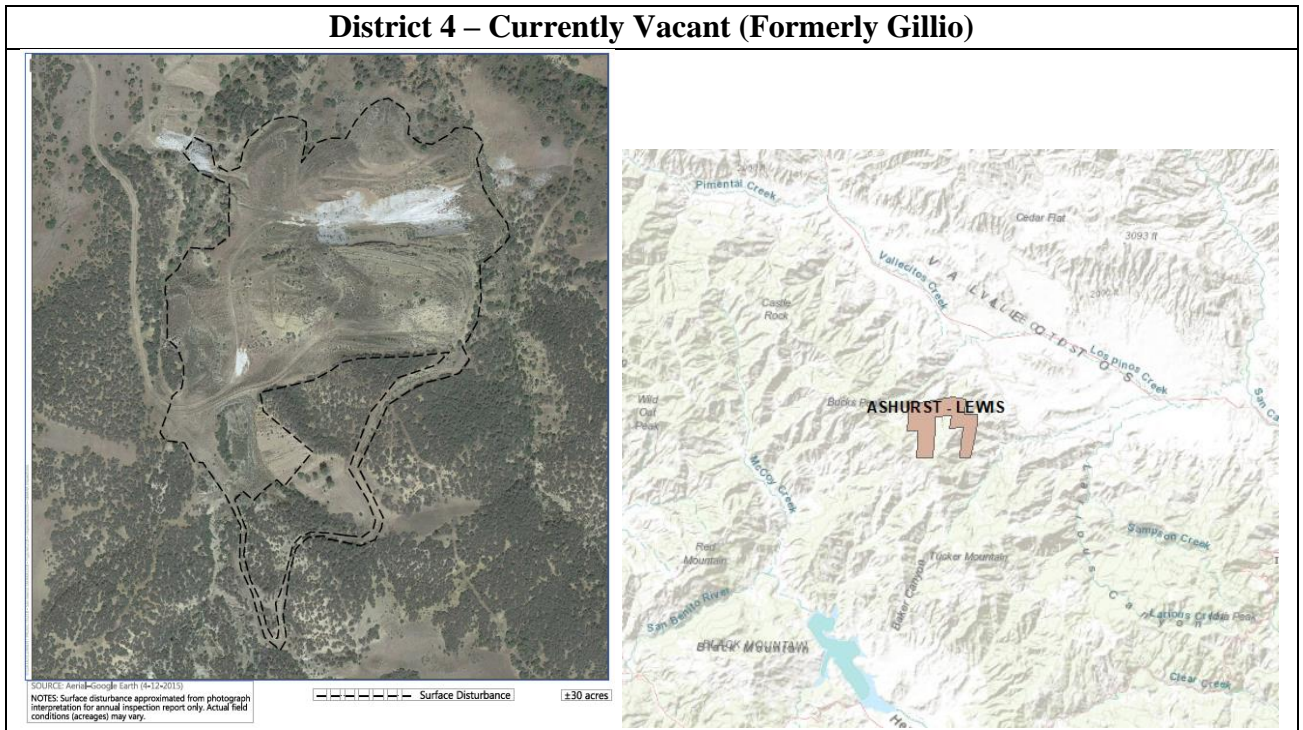 District 4 – Currently Vacant (Formerly Gillio)
SOURCE: Aerial–Google Earth (4-12-2015)
NOTES: Surface disturbance approximated from photograph
interpretation for annual inspection report only. Actual field
conditions (acreages) may vary.
Surface Disturbance
±30 acres
Pimental Creek
Cedar Flat
3093 ft
Vallecitos Creek
Castle
Rock
Los Pinos Creek
Wild
Oat
Peak
ASHURST - LEWIS
McCoy Creek
Sampson Creek
Red
Mountain
Tucker Mountain
Baker Canyon
San Benito River
Clear Creek